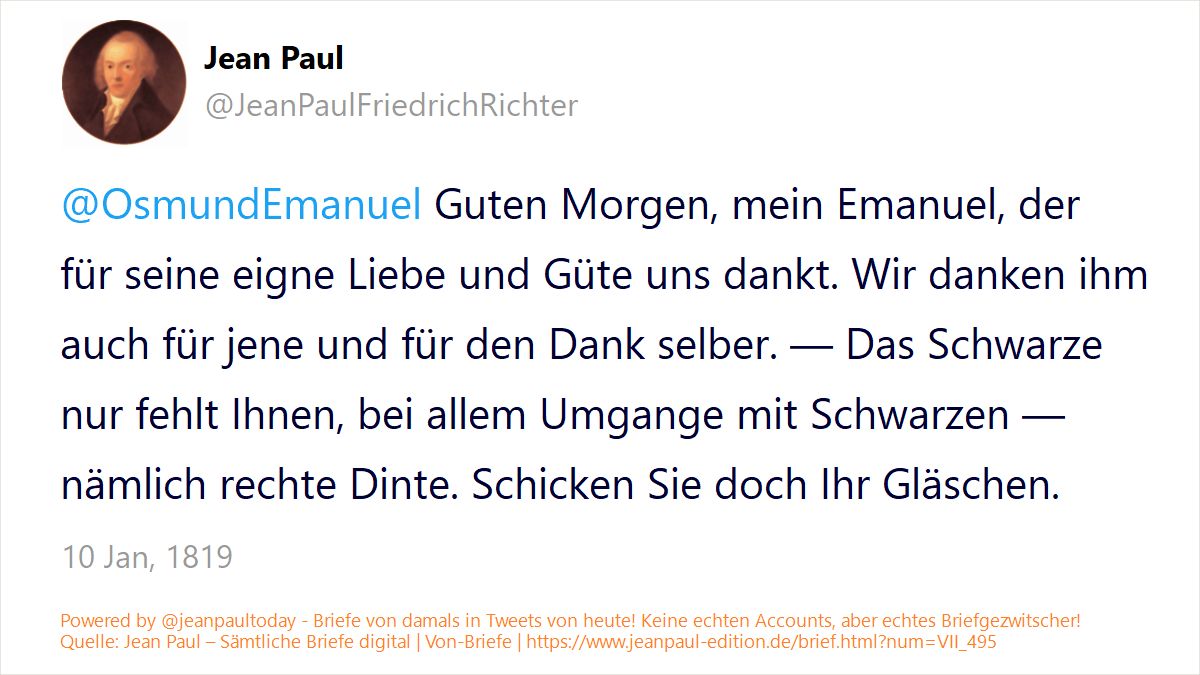 Jean Paul
@JeanPaulFriedrichRichter
@OsmundEmanuel Guten Morgen, mein Emanuel, der
für seine eigne Liebe und Güte uns dankt. Wir danken ihm
auch für jene und für den Dank selber. — Das Schwarze
nur fehlt Ihnen, bei allem Umgange mit Schwarzen —
nämlich rechte Dinte. Schicken Sie doch Ihr Gläschen.
10 Jan, 1819
Powered by @jeanpaultoday - Briefe von damals in Tweets von heute! Keine echten Accounts, aber echtes Briefgezwitscher!
Quelle: Jean Paul – Sämtliche Briefe digital | Von-Briefe | https://www.jeanpaul-edition.de/brief.html?num=VII_495